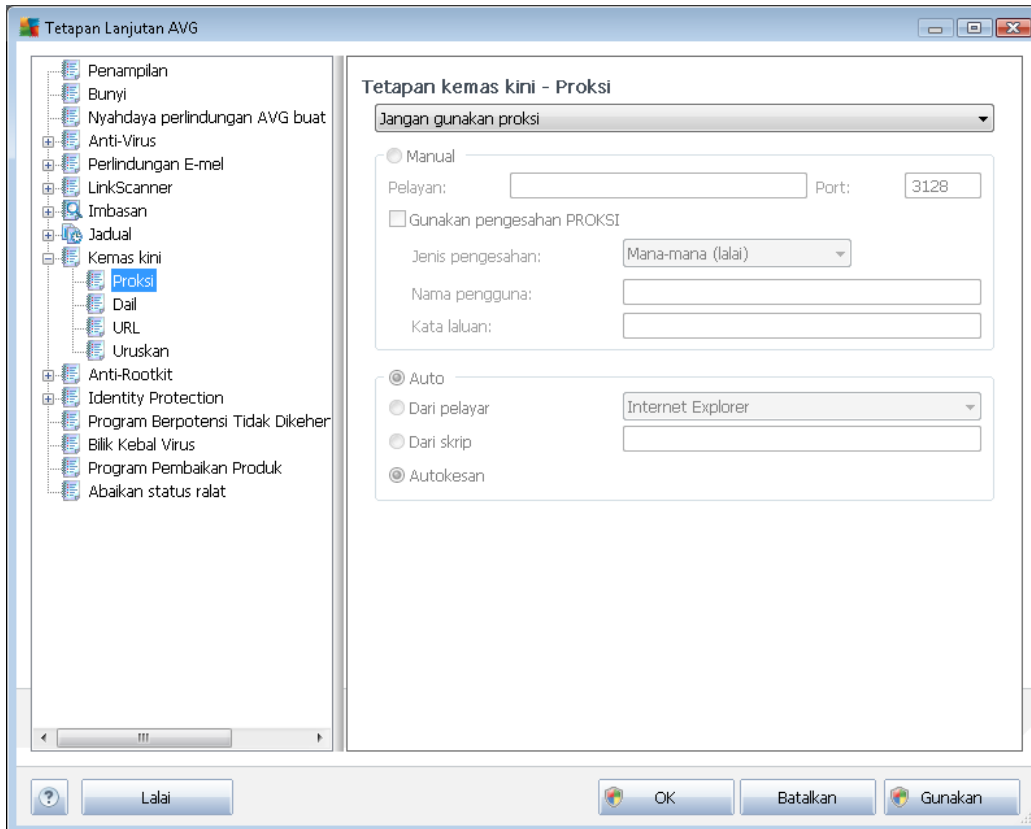 Tetapan Lanjutan AVG
Penampilan
Bunyi
Nyahdaya perlindungan AVG buat
Anti-Virus
Perlindungan E-mel
LinkScanner
Imbasan
Jadual
Kemas kini
Proksi
Dail
URL
Uruskan
Anti-Rootkit
Identity Protection
Program Berpotensi Tidak Dikeher
Bilik Kebal Virus
Program Pembaikan Produk
Abaikan status ralat
Tetapan kemas kini - Proksi
Jangan gunakan proksi
Manual
Pelayan: Port: 3128
Gunakan pengesahan PROKSI
Jenis pengesahan: Mana-mana (lalai)
Nama pengguna:
Kata laluan:
Auto
Dari pelayar Internet Explorer
Dari skrip
Autokesan
? Lalai OK Batalkan Gunakan